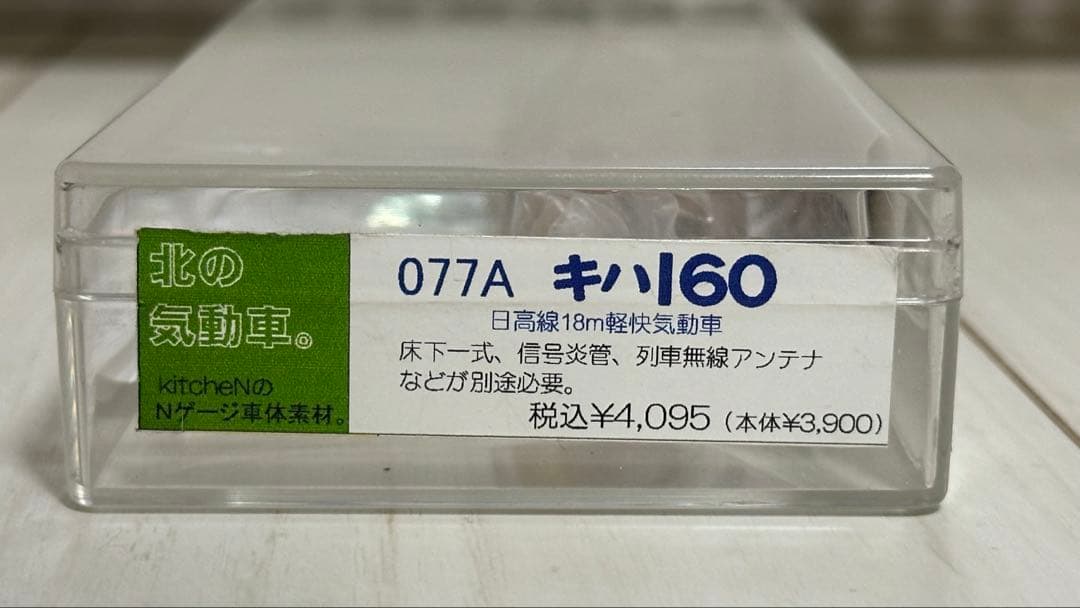 北の
気動車。
kitcheNの
Nゲージ車体素材。
077A キハ160
日高線18m軽快気動車
床下一式、信号炎管、列車無線アンテナ
などが別途必要。
税込¥4,095（本体¥3,900）